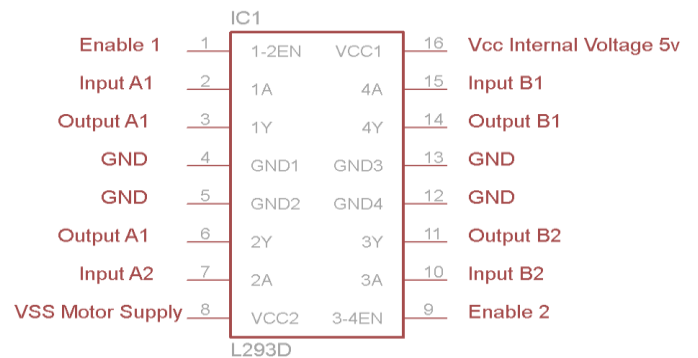 IC1
Enable 1 1 1-2EN VCC1 16 Vcc Internal Voltage 5v
Input A1 2 1A 4A 15 Input B1
Output A1 3 1Y 4Y 14 Output B1
GND 4 GND1 GND3 13 GND
GND 5 GND2 GND4 12 GND
Output A1 6 2Y 3Y 11 Output B2
Input A2 7 2A 3A 10 Input B2
VSS Motor Supply 8 VCC2 3-4EN 9 Enable 2
L293D